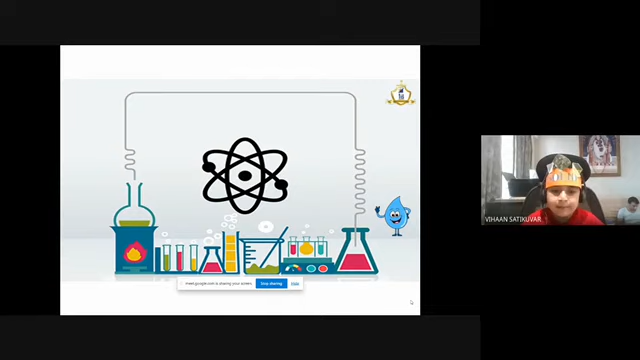 VIHAAN SATIKUVAR
meet.google.com is sharing your screen.
Stop sharing
Hide